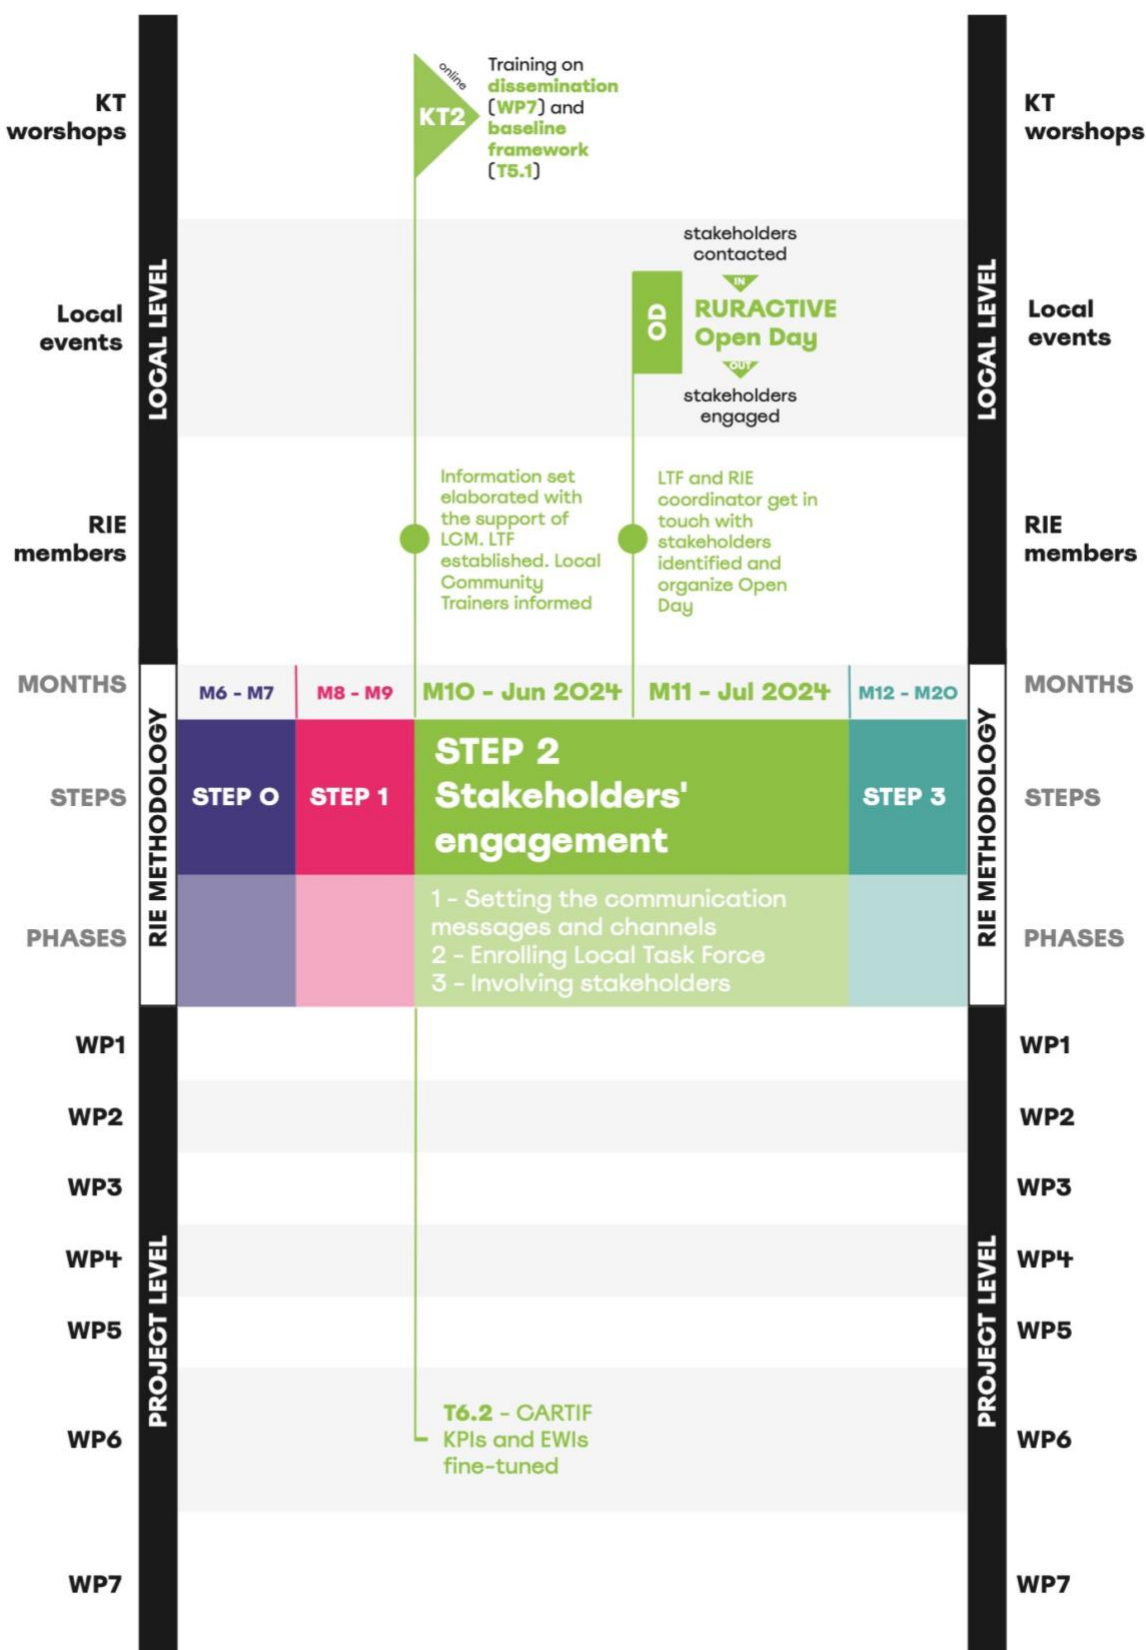 KT
worshops
online
KT2
Training on
dissemination
(WP7) and
baseline
framework
(T5.1)
KT
worshops
LOCAL LEVEL
Local
events
stakeholders
contacted
IN
OD
RURACTIVE
Open Day
OUT
stakeholders
engaged
LOCAL LEVEL
Local
events
RIE
members
Information set
elaborated with
the support of
LCM. LTF
established. Local
Community
Trainers informed
LTF and RIE
coordinator get in
touch with
stakeholders
identified and
organize Open
Day
RIE
members
MONTHS
M6 - M7
M8 - M9
M10 - Jun 2024
M11 - Jul 2024
M12 - M20
MONTHS
RIE METHODOLOGY
STEPS
STEP 0
STEP 1
STEP 2
Stakeholders'
engagement
STEP 3
RIE METHODOLOGY
STEPS
PHASES
1 - Setting the communication
messages and channels
2 - Enrolling Local Task Force
3 - Involving stakeholders
PHASES
WP1
WP1
WP2
WP2
WP3
WP3
WP4
WP4
PROJECT LEVEL
PROJECT LEVEL
WP5
WP5
WP6
T6.2 - CARTIF
KPIs and EWIs
fine-tuned
WP6
WP7
WP7